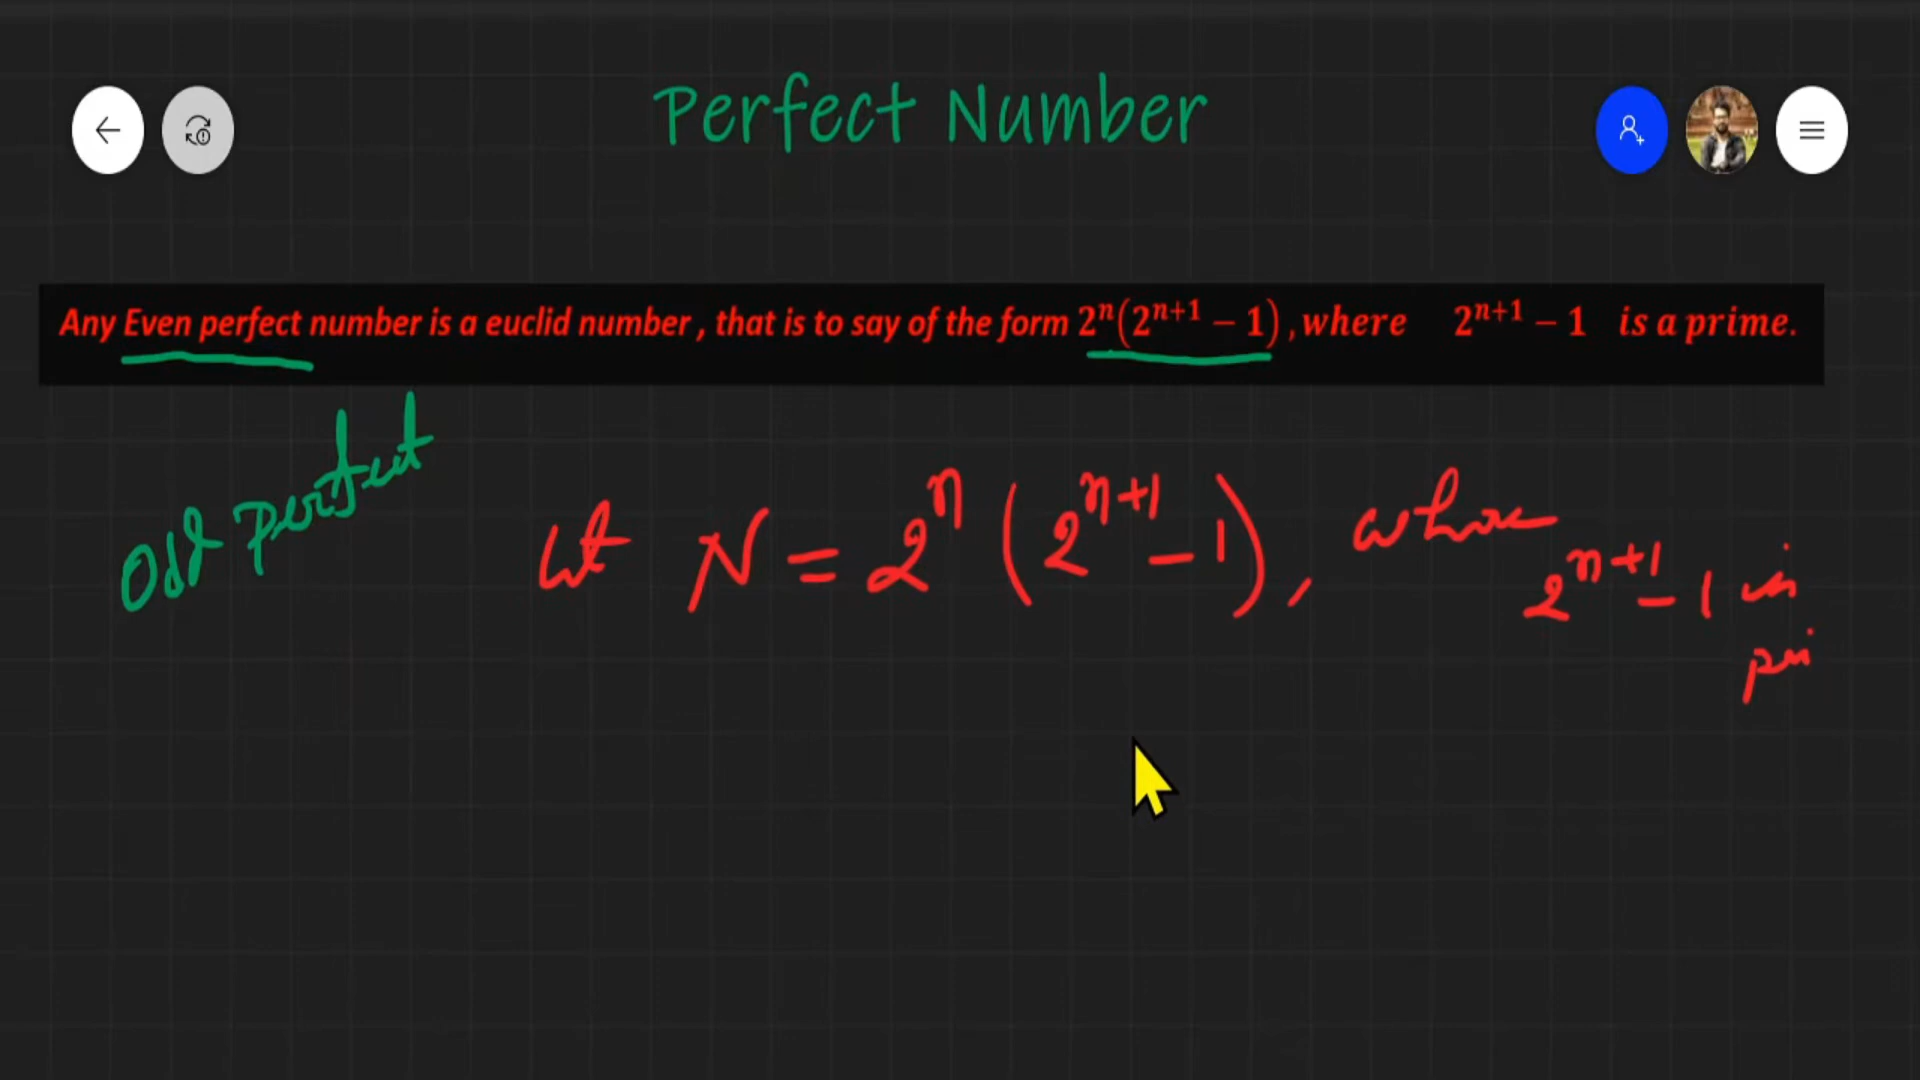 Perfect Number
Any Even perfect number is a euclid number, that is to say of the form 2ⁿ(2ⁿ⁺¹ − 1), where 2ⁿ⁺¹ − 1 is a prime.
Odd perfect
let N = 2ⁿ (2ⁿ⁺¹ − 1), where
2ⁿ⁺¹ − 1 is
pri